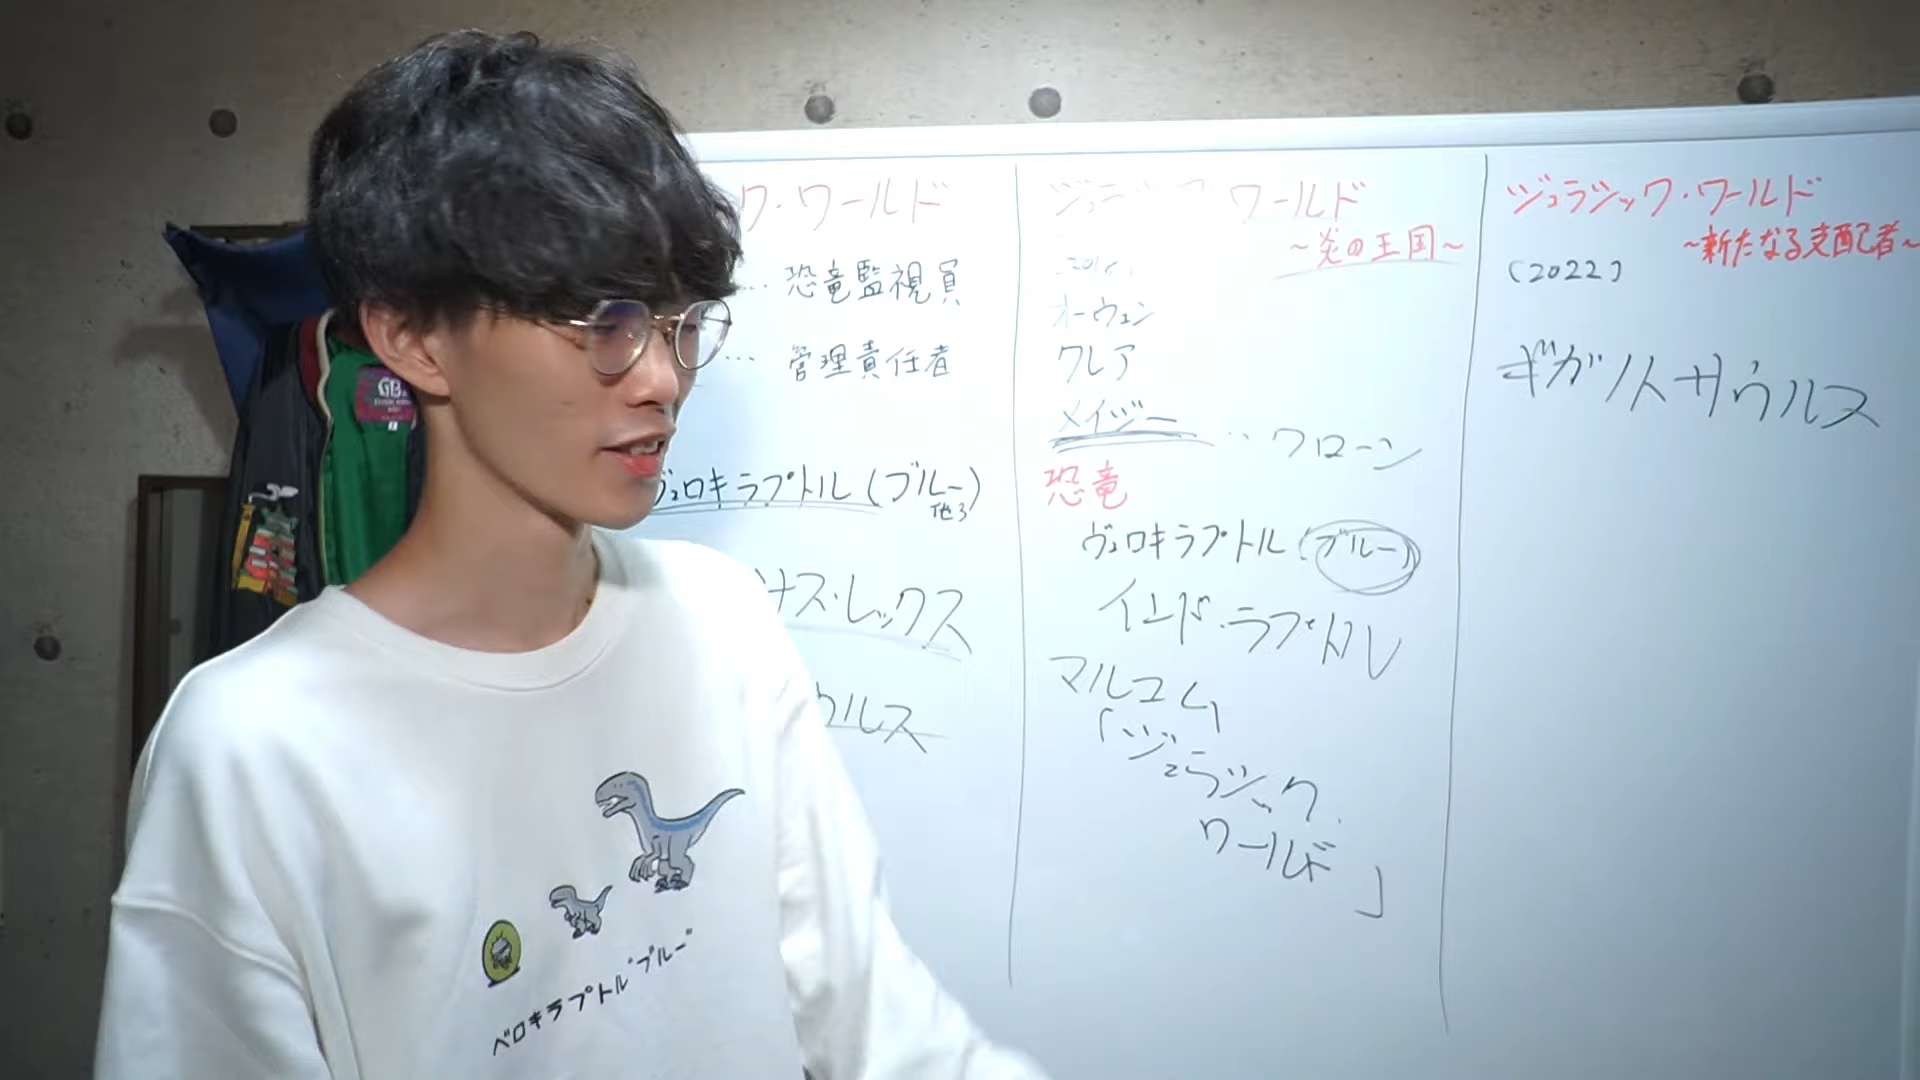 ク・ワールド
… 恐竜監視員
… 管理責任者
ヴェロキラプトル(ブルー)
他3
ナス・レックス
ウルス
ジュラシック ワールド
~炎の王国~
オーウェン
クレア
メイジー ‥クローン
恐竜
ヴェロキラプトル(ブルー)
インド・ラプトル
マルコム
「ジュラシック
ワールド
」
ジュラシック・ワールド
~新たなる支配者~
(2022)
ギガノトサウルス
GB
ベロキラプトル"ブルー"